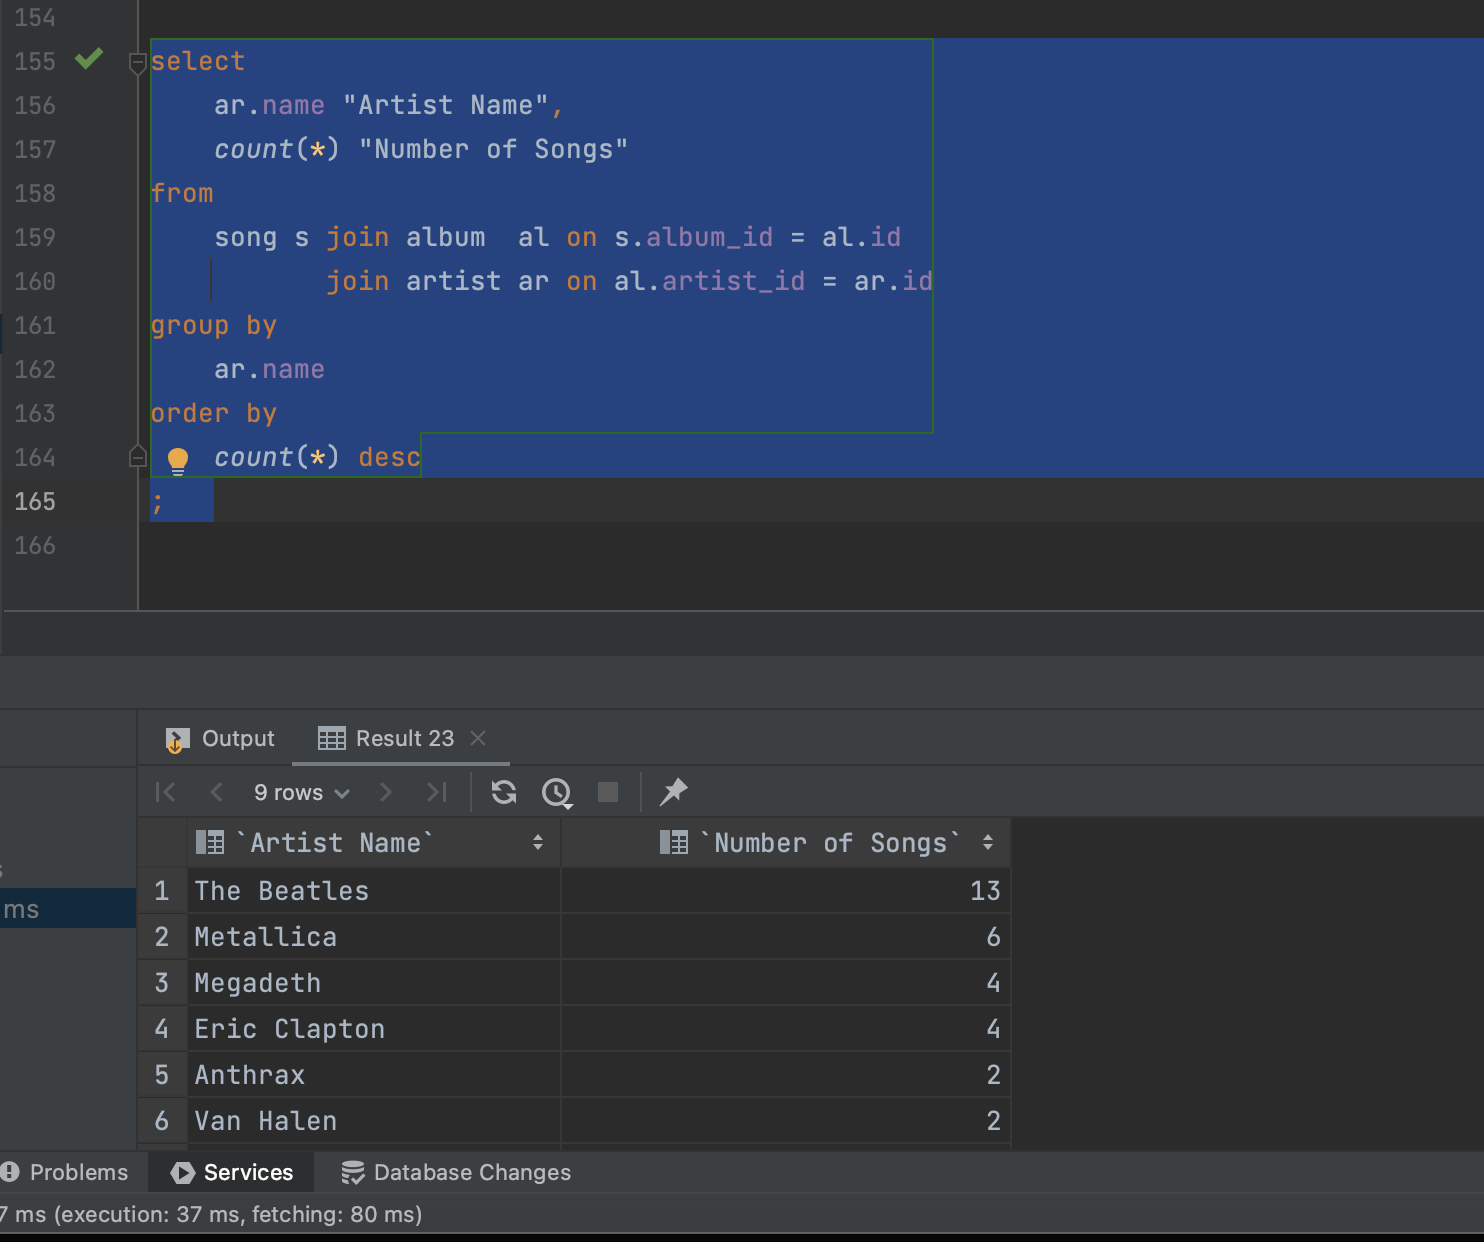 154
155 select
156 ar.name "Artist Name",
157 count(*) "Number of Songs"
158 from
159 song s join album  al on s.album_id = al.id
160 join artist ar on al.artist_id = ar.id
161 group by
162 ar.name
163 order by
164 count(*) desc
165 ;
166
Output Result 23
9 rows
`Artist Name` `Number of Songs`
1 The Beatles 13
2 Metallica 6
3 Megadeth 4
4 Eric Clapton 4
5 Anthrax 2
6 Van Halen 2
ms
Problems Services Database Changes
7 ms (execution: 37 ms, fetching: 80 ms)